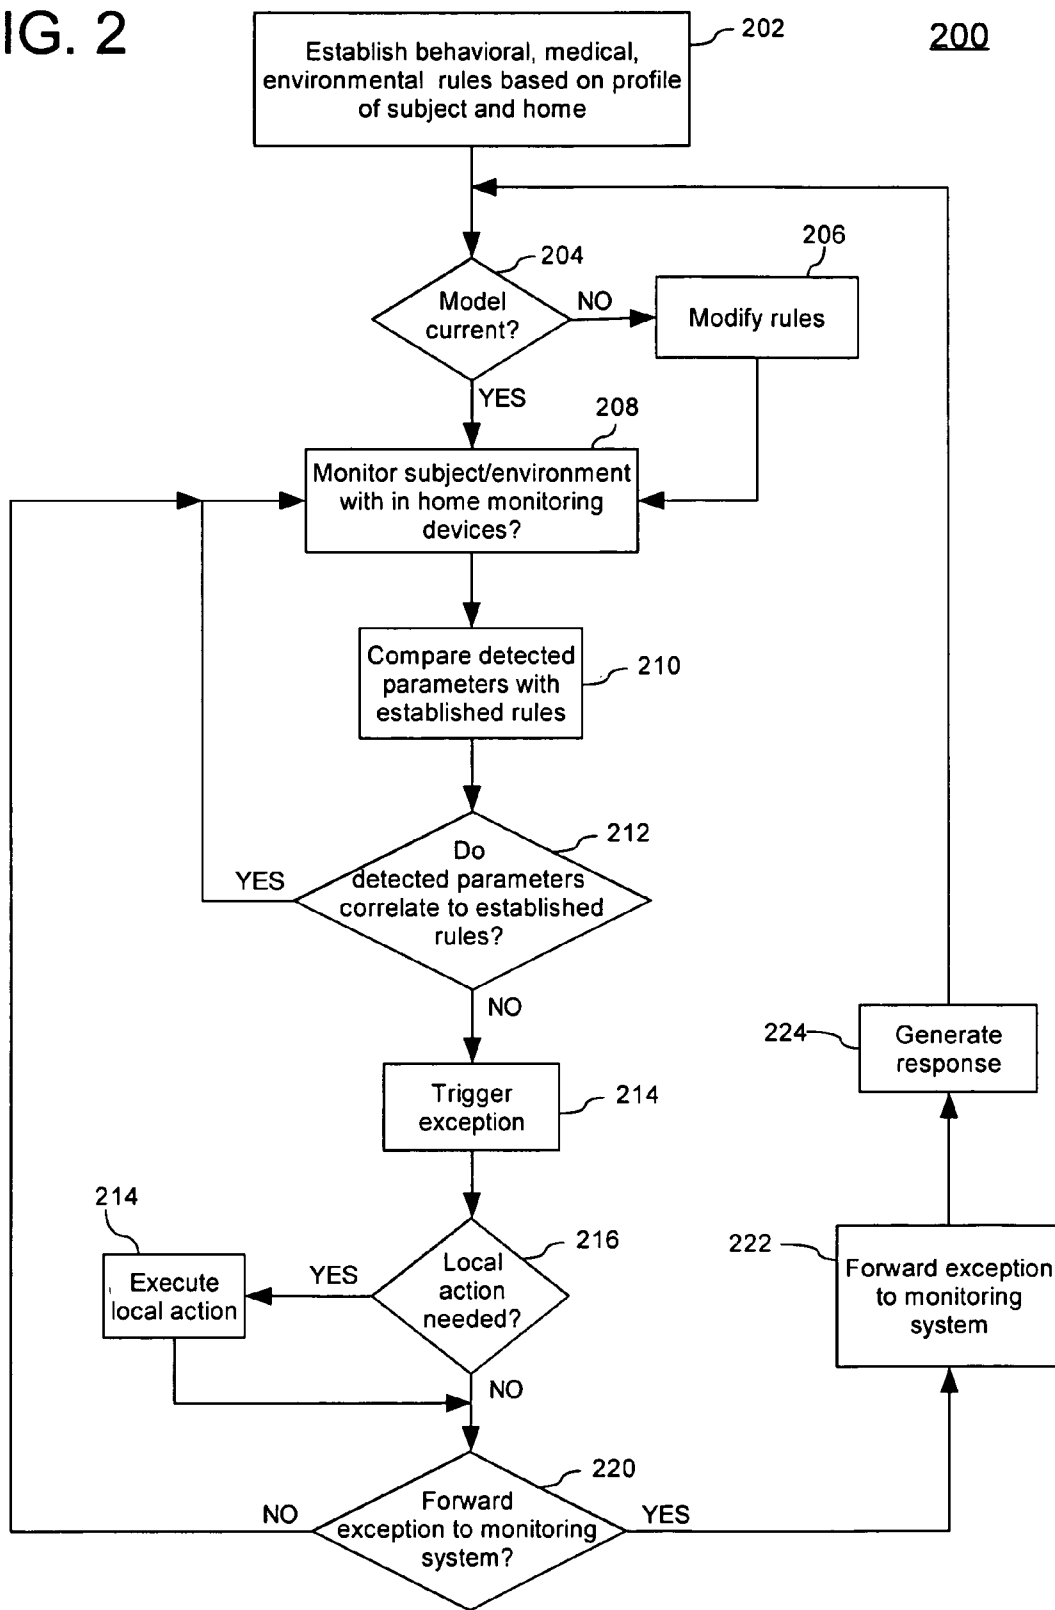 IG. 2
200
202
Establish behavioral, medical,
environmental rules based on profile
of subject and home
204
206
Model
current?
NO
Modify rules
YES
208
Monitor subject/environment
with in home monitoring
devices?
Compare detected
parameters with
established rules
210
212
Do
detected parameters
correlate to established
rules?
YES
NO
224
Generate
response
Trigger
exception
214
214
216
Local
action
needed?
YES
Execute
local action
222
Forward exception
to monitoring
system
NO
220
Forward
exception to monitoring
system?
NO
YES